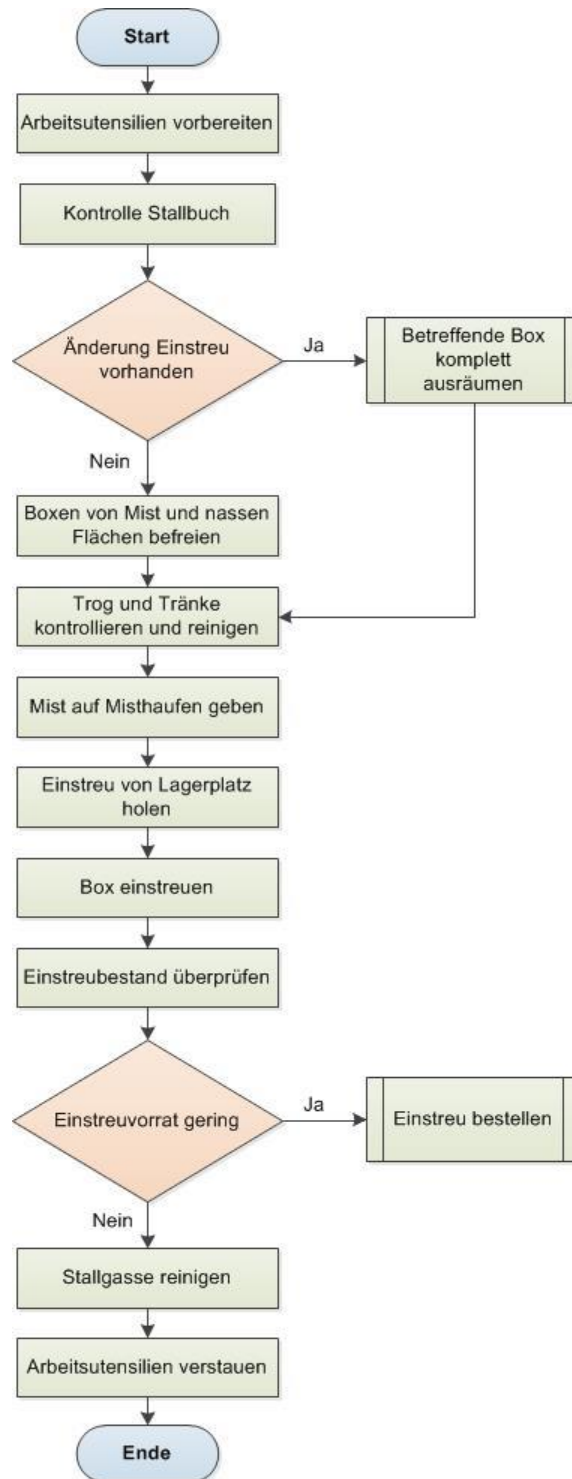 Start
Arbeitsutensilien vorbereiten
Kontrolle Stallbuch
Änderung Einstreu
vorhanden
Ja
Betreffende Box
komplett
ausräumen
Nein
Boxen von Mist und nassen
Flächen befreien
Trog und Tränke
kontrollieren und reinigen
Mist auf Misthaufen geben
Einstreu von Lagerplatz
holen
Box einstreuen
Einstreubestand überprüfen
Einstreuvorrat gering
Ja
Einstreu bestellen
Nein
Stallgasse reinigen
Arbeitsutensilien verstauen
Ende